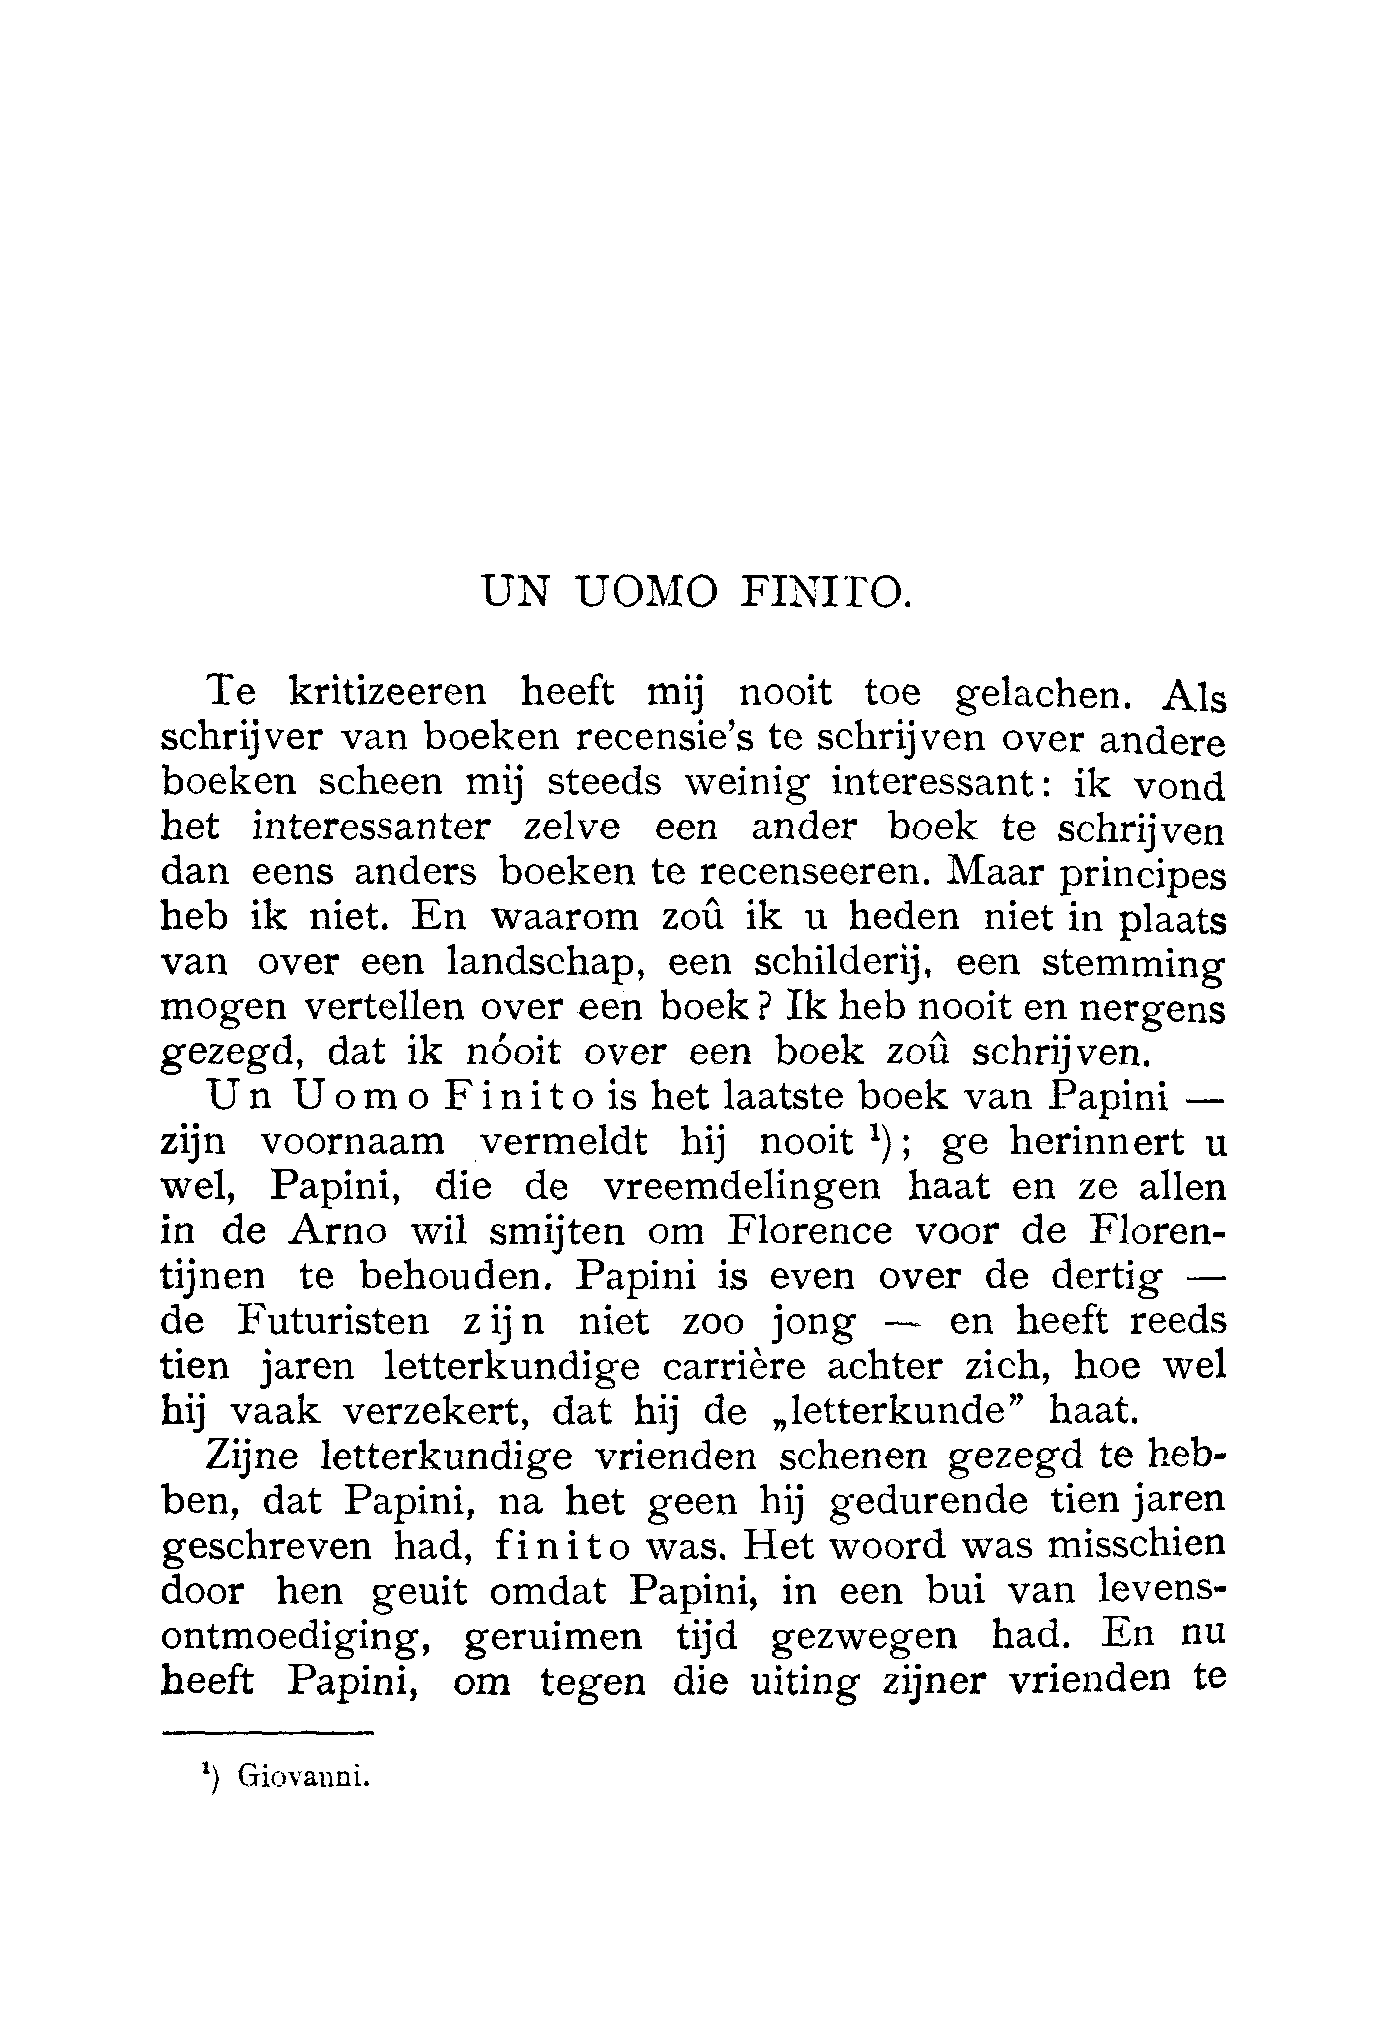 UN UOMO FINITO.
Te kritizeeren heeft mij nooit toe gelachen. Als
schrijver van boeken recensie's te schrijven over andere
boeken scheen mij steeds weinig interessant: ik vond
het interessanter zelve een ander boek te schrijven
dan eens anders boeken te recenseeren. Maar principes
heb ik niet. En waarom zoû ik u heden niet in plaats
van over een landschap, een schilderij, een stemming
mogen vertellen over een boek? Ik heb nooit en nergens
gezegd, dat ik nóoit over een boek zoû schrijven.
Un Uomo Finito is het laatste boek van Papini —
zijn voornaam vermeldt hij nooit ¹); ge herinnert u
wel, Papini, die de vreemdelingen haat en ze allen
in de Arno wil smijten om Florence voor de Floren-
tijnen te behouden. Papini is even over de dertig —
de Futuristen zijn niet zoo jong — en heeft reeds
tien jaren letterkundige carrière achter zich, hoe wel
hij vaak verzekert, dat hij de „letterkunde” haat.
Zijne letterkundige vrienden schenen gezegd te heb-
ben, dat Papini, na het geen hij gedurende tien jaren
geschreven had, finito was. Het woord was misschien
door hen geuit omdat Papini, in een bui van levens-
ontmoediging, geruimen tijd gezwegen had. En nu
heeft Papini, om tegen die uiting zijner vrienden te
¹) Giovanni.